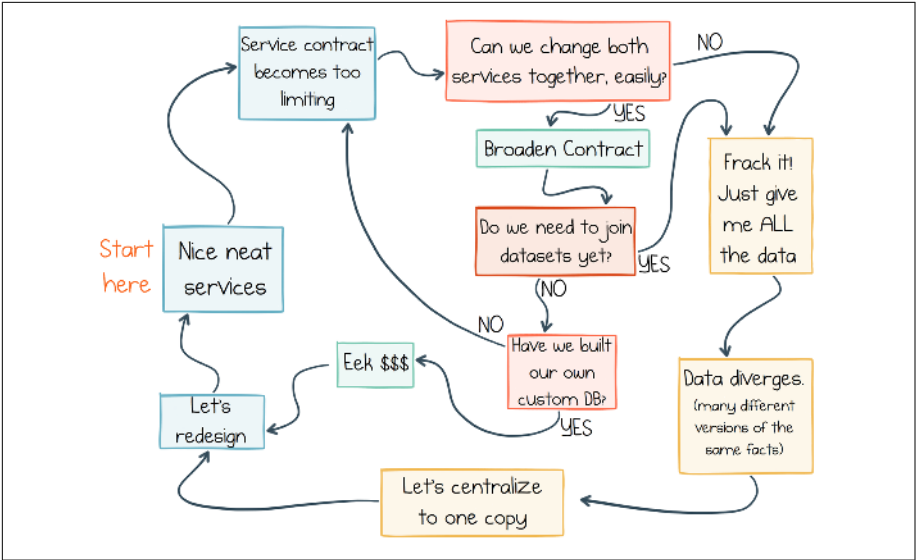 Service contract
becomes too
limiting
Can we change both
services together, easily?
NO
YES
Broaden Contract
Frack it!
Just give
me ALL
the data
Do we need to join
datasets yet?
YES
NO
Start
here
Nice neat
services
NO
Have we built
our own
custom DB?
YES
Eek $$$
Data diverges.
(many different
versions of the
same facts)
Let's
redesign
Let's centralize
to one copy